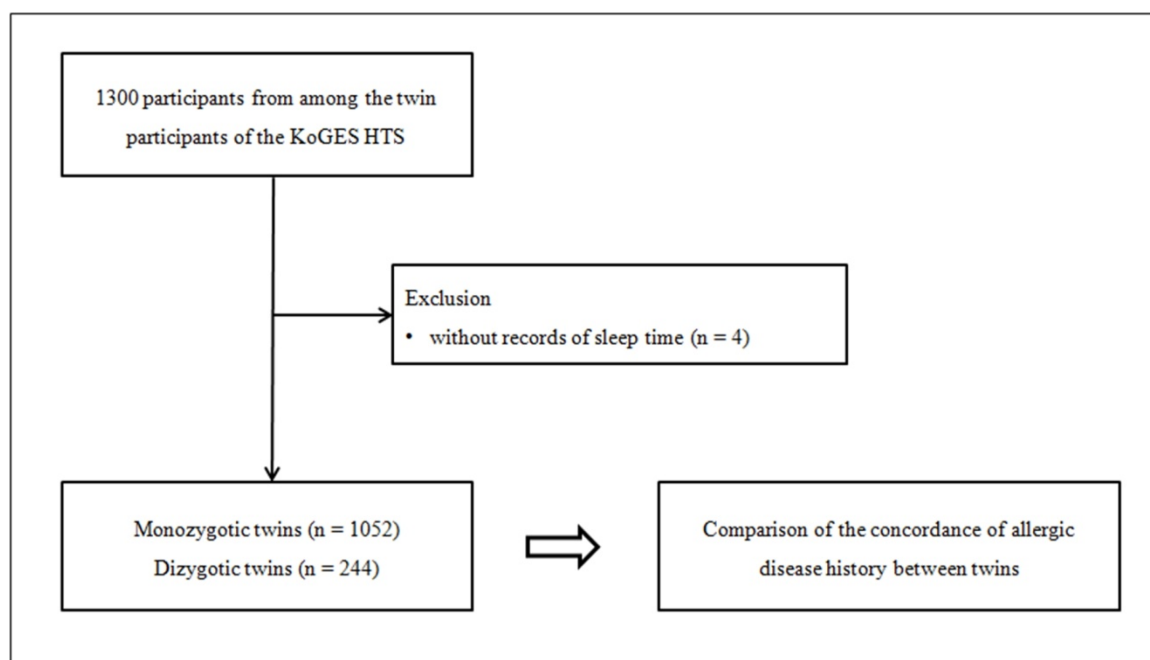 1300 participants from among the twin
participants of the KoGES HTS
Exclusion
• without records of sleep time (n = 4)
Monozygotic twins (n = 1052)
Dizygotic twins (n = 244)
Comparison of the concordance of allergic
disease history between twins